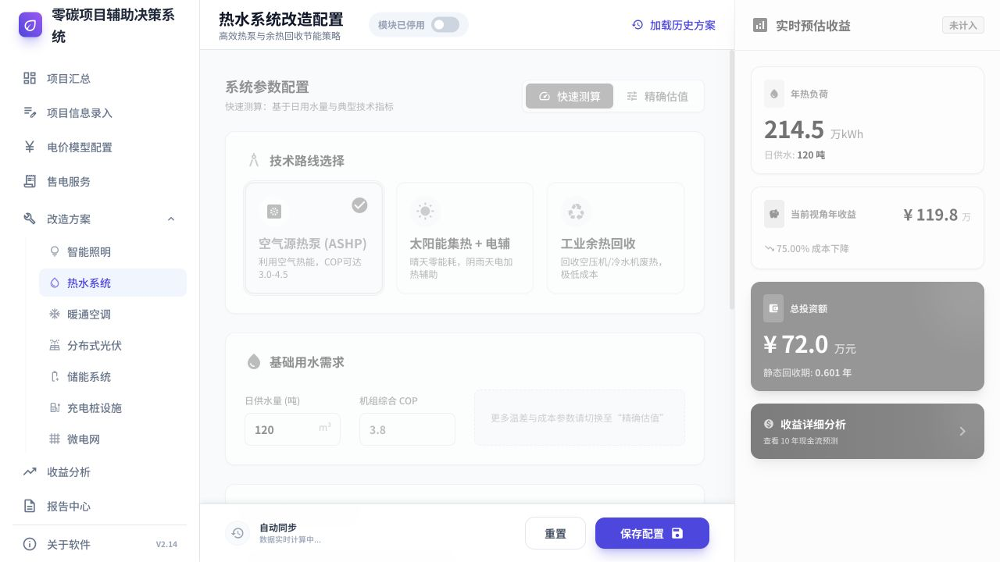 零碳项目辅助决策系
统
项目汇总
项目信息录入
电价模型配置
售电服务
改造方案
智能照明
热水系统
暖通空调
分布式光伏
储能系统
充电桩设施
微电网
收益分析
报告中心
关于软件
V2.14
热水系统改造配置
高效热泵与余热回收节能策略
模块已停用
加载历史方案
系统参数配置
快速测算：基于日用水量与典型技术指标
快速测算
精确估值
技术路线选择
空气源热泵 (ASHP)
利用空气热能，COP可达
3.0-4.5
太阳能集热 + 电辅
晴天零能耗，阴雨天电加
热辅助
工业余热回收
回收空压机/冷水机废热，
极低成本
基础用水需求
日供水量 (吨)
120
m³
机组综合 COP
3.8
更多温差与成本参数请切换至“精确估值”
自动同步
数据实时计算中...
重置
保存配置
实时预估收益
未计入
年热负荷
214.5 万kWh
日供水: 120 吨
当前视角年收益
¥ 119.8 万
75.00% 成本下降
总投资额
¥ 72.0 万元
静态回收期: 0.601 年
收益详细分析
查看 10 年现金流预测